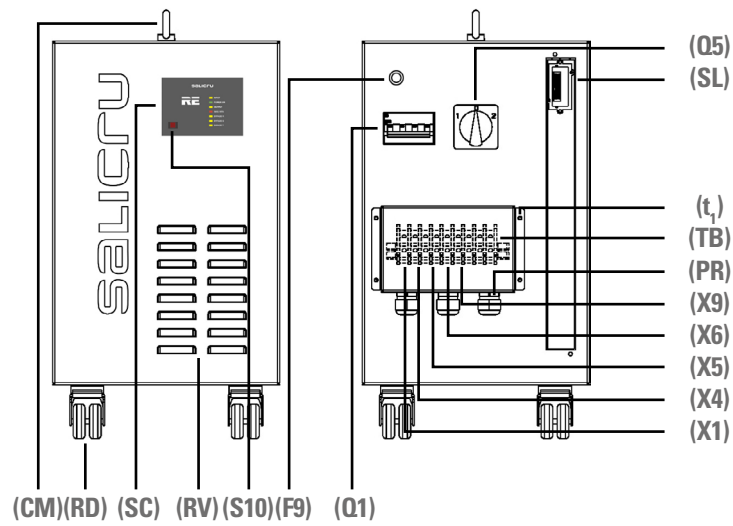 salicru
salicru
RE
1
2
(Q5)
(SL)
(t₁)
(TB)
(PR)
(X9)
(X6)
(X5)
(X4)
(X1)
(CM)(RD) (SC) (RV) (S10)(F9) (Q1)